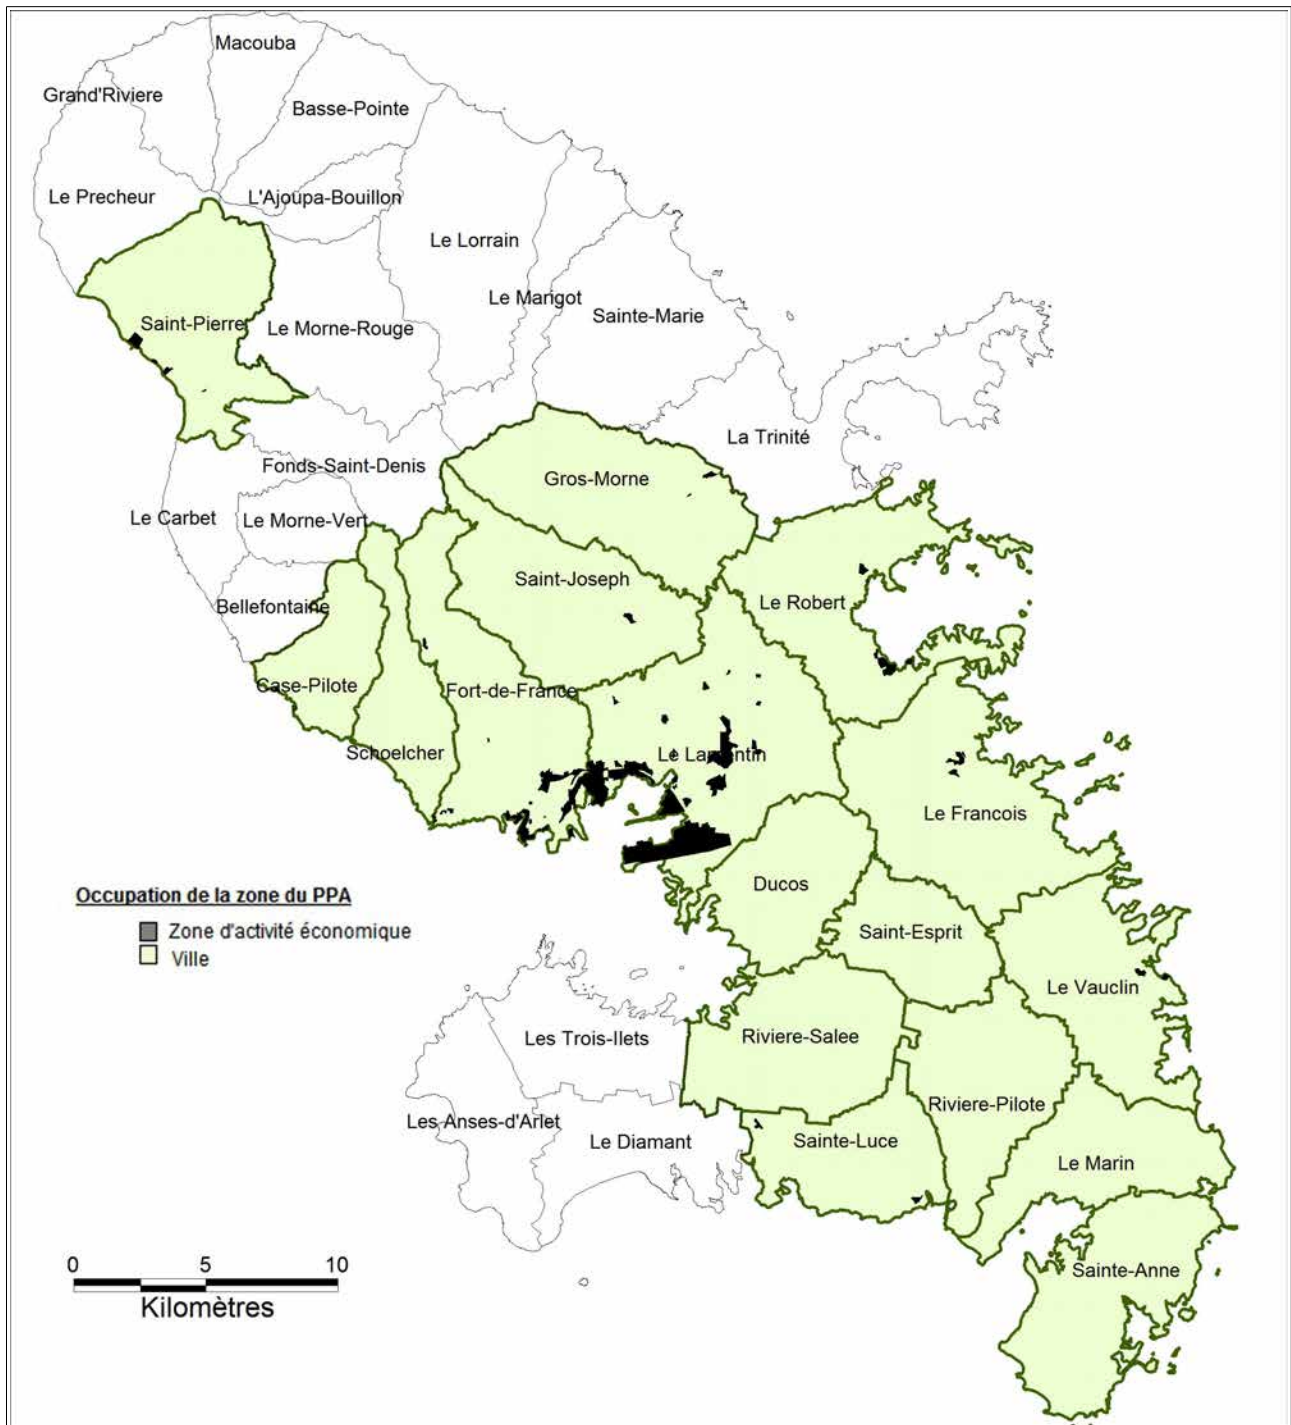 Macouba
Grand'Riviere
Basse-Pointe
Le Precheur
L'Ajoupa-Bouillon
Le Lorrain
Le Marigot
Sainte-Marie
Saint-Pierre
Le Morne-Rouge
La Trinité
Fonds-Saint-Denis
Gros-Morne
Le Carbet
Le Morne-Vert
Saint-Joseph
Le Robert
Bellefontaine
Case-Pilote
Fort-de-France
Schoelcher
Le Lamentin
Le Francois
Ducos
Occupation de la zone du PPA
Zone d'activité économique
Ville
Saint-Esprit
Le Vauclin
Les Trois-Ilets
Riviere-Salee
Riviere-Pilote
Les Anses-d'Arlet
Le Diamant
Sainte-Luce
Le Marin
Sainte-Anne
0 5 10
Kilomètres